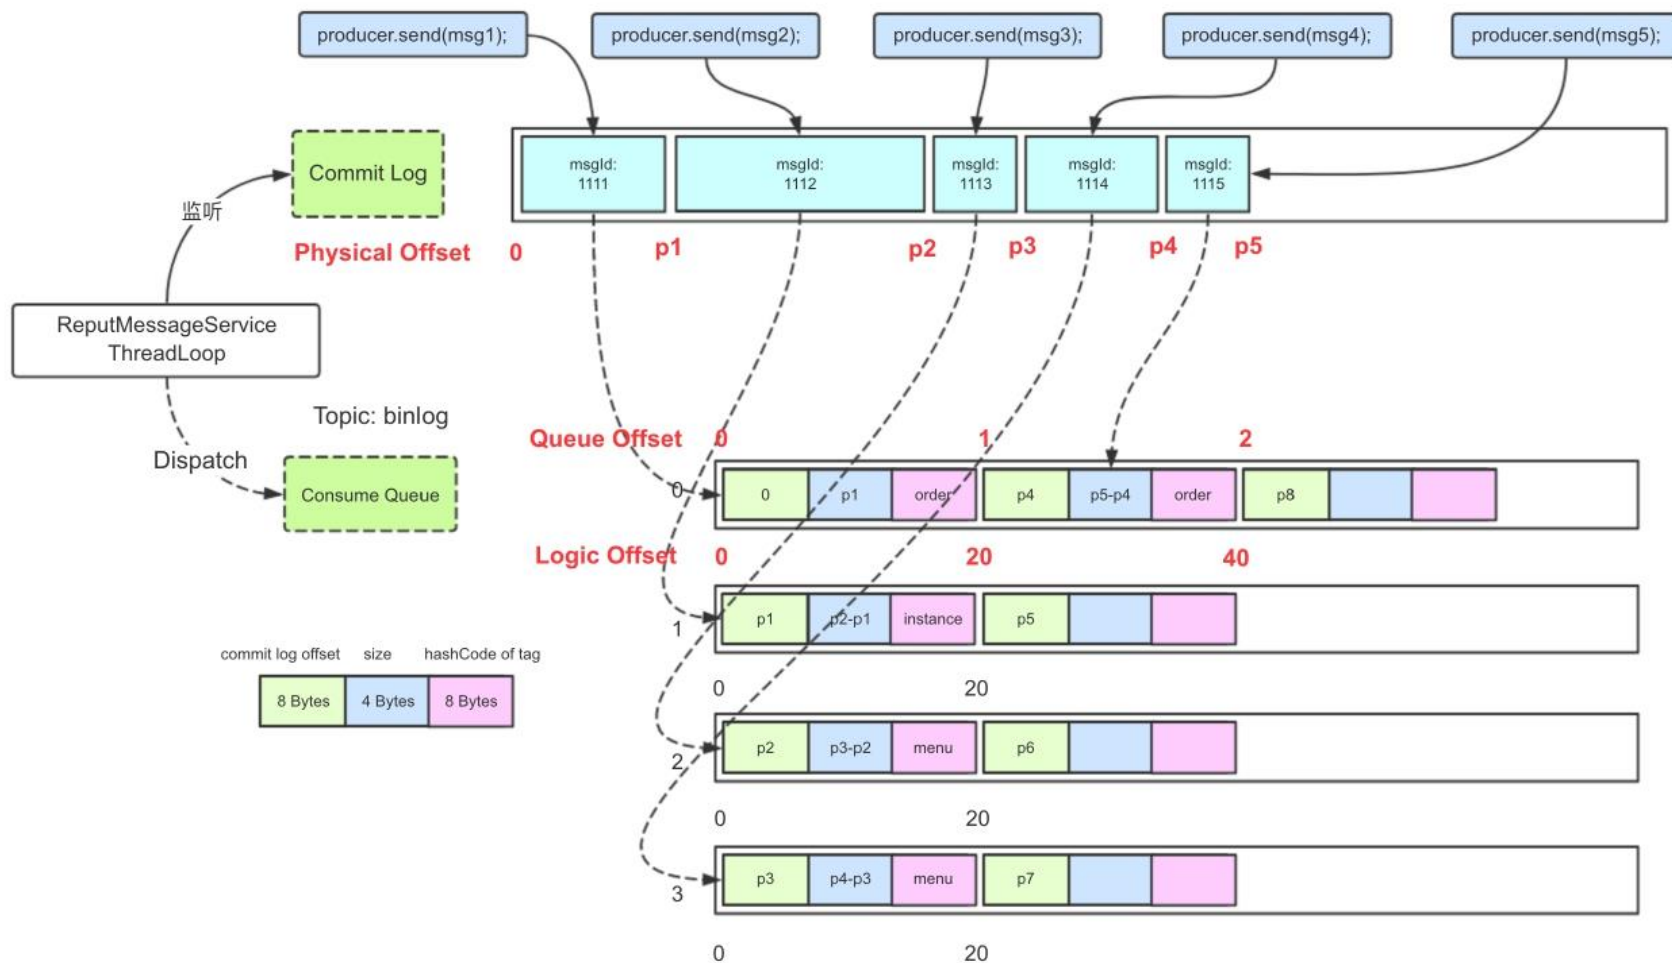 producer.send(msg1);
producer.send(msg2);
producer.send(msg3);
producer.send(msg4);
producer.send(msg5);
Commit Log
msgId:
1111
msgId:
1112
msgId:
1113
msgId:
1114
msgId:
1115
监听
Physical Offset
0
p1
p2
p3
p4
p5
ReputMessageService
ThreadLoop
Topic: binlog
Dispatch
Consume Queue
Queue Offset
0
1
2
0
0
p1
order
p4
p5-p4
order
p8
Logic Offset
0
20
40
1
p1
p2-p1
instance
p5
0
20
commit log offset
size
hashCode of tag
8 Bytes
4 Bytes
8 Bytes
2
p2
p3-p2
menu
p6
0
20
3
p3
p4-p3
menu
p7
0
20